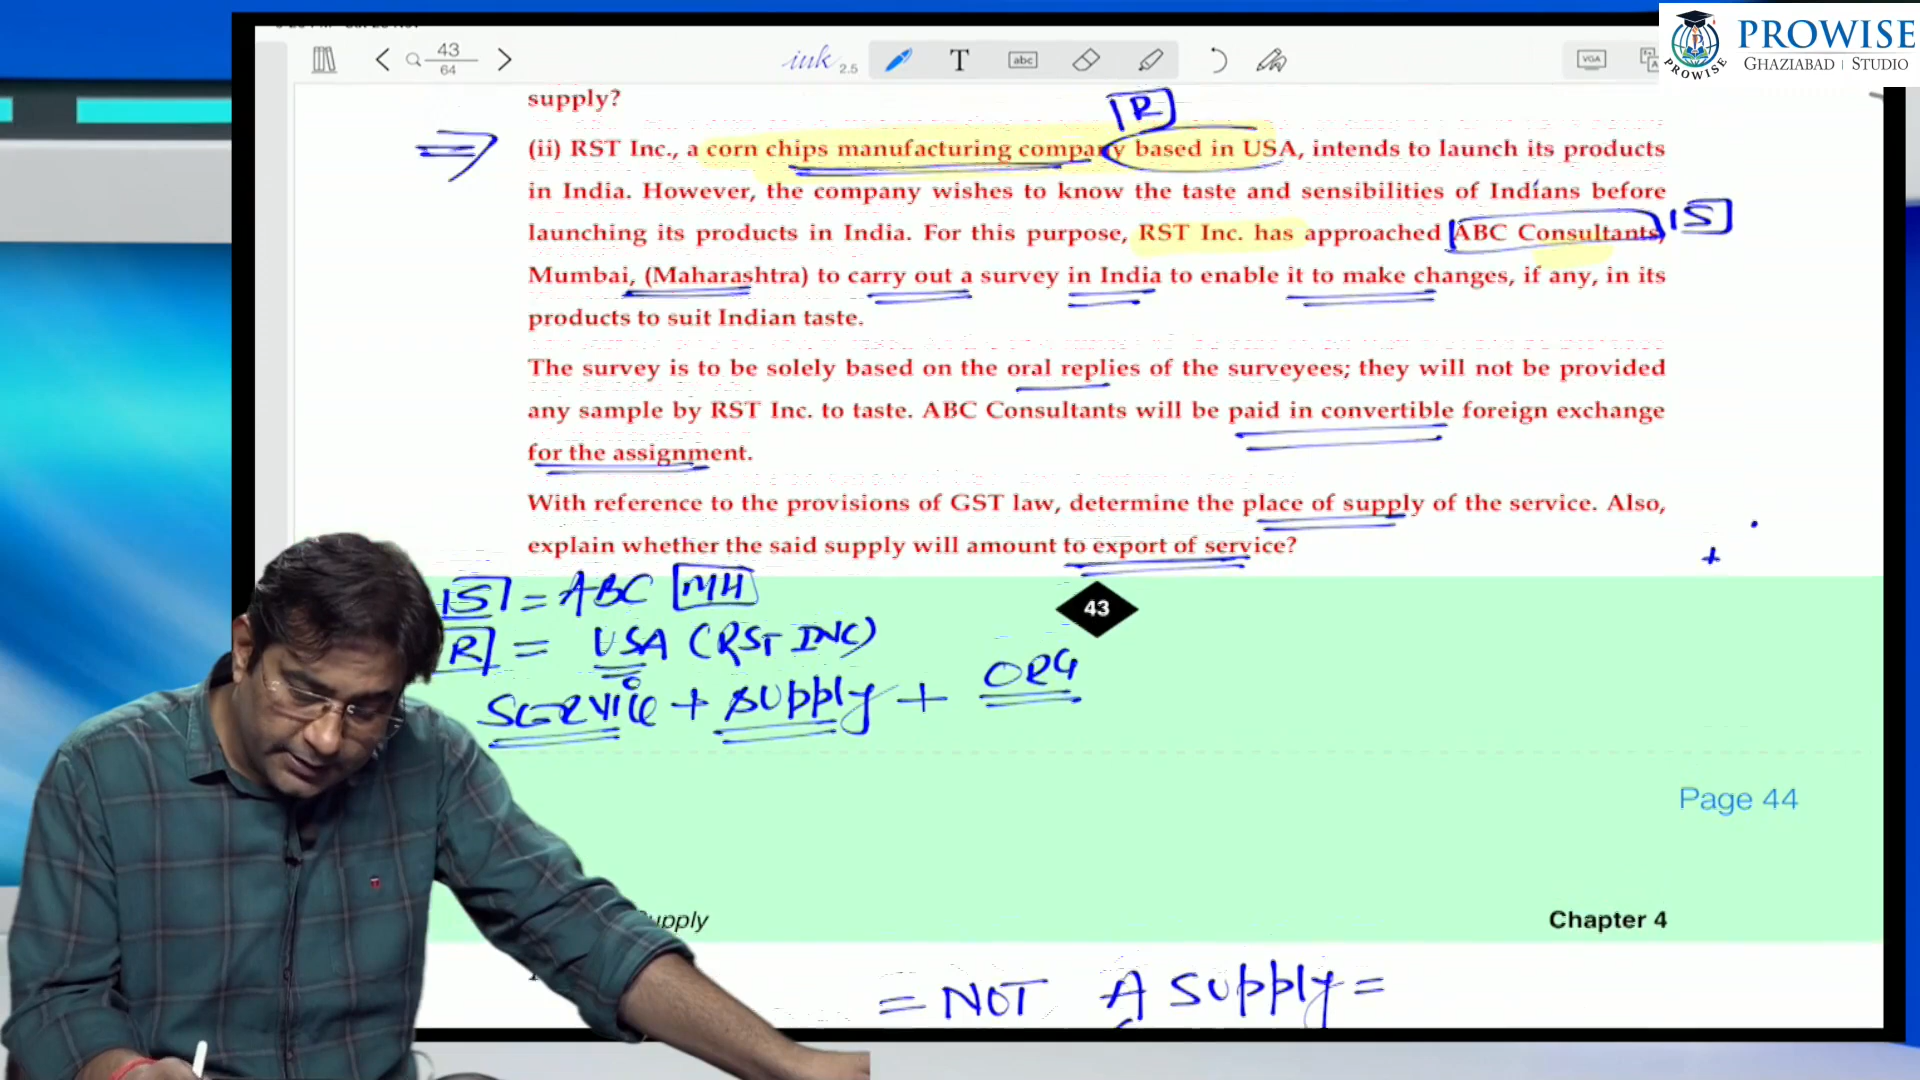 PROWISE
GHAZIABAD | STUDIO
PROWISE
43
64
ink 2.5
T
abc
VGA
supply?
R
(ii) RST Inc., a corn chips manufacturing company based in USA, intends to launch its products
in India. However, the company wishes to know the taste and sensibilities of Indians before
S
launching its products in India. For this purpose, RST Inc. has approached ABC Consultants,
Mumbai, (Maharashtra) to carry out a survey in India to enable it to make changes, if any, in its
products to suit Indian taste.
The survey is to be solely based on the oral replies of the surveyees; they will not be provided
any sample by RST Inc. to taste. ABC Consultants will be paid in convertible foreign exchange
for the assignment.
With reference to the provisions of GST law, determine the place of supply of the service. Also,
explain whether the said supply will amount to export of service?
S = ABC MH
43
R = USA (RST INC)
SERVICE + supply + ORG
Page 44
upply
Chapter 4
= NOT A Supply =